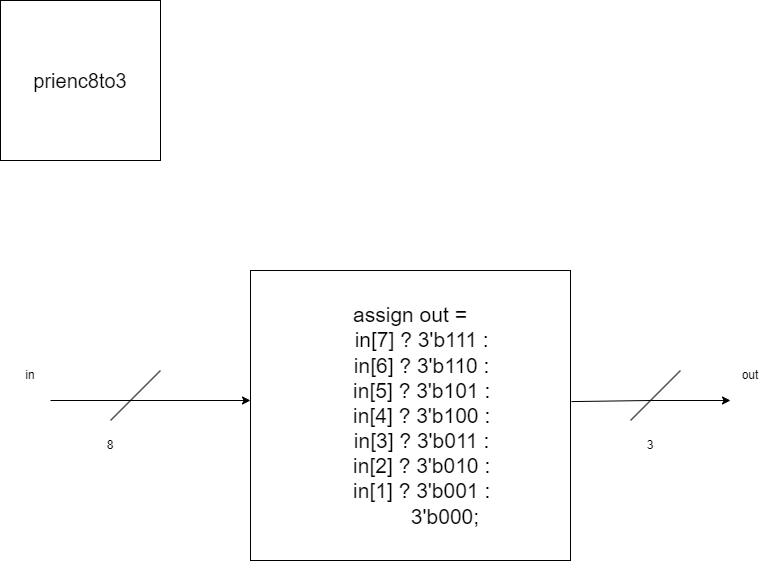 prienc8to3
assign out =
in[7] ? 3'b111 :
in[6] ? 3'b110 :
in[5] ? 3'b101 :
in[4] ? 3'b100 :
in[3] ? 3'b011 :
in[2] ? 3'b010 :
in[1] ? 3'b001 :
3'b000;
in
8
out
3